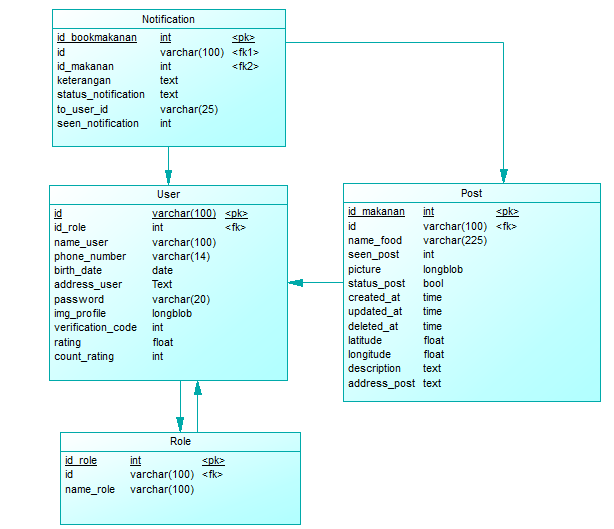 Notification
id_bookmakanan int <pk>
id varchar(100) <fk1>
id_makanan int <fk2>
keterangan text
status_notification text
to_user_id varchar(25)
seen_notification int
User
id varchar(100) <pk>
id_role int <fk>
name_user varchar(100)
phone_number varchar(14)
birth_date date
address_user Text
password varchar(20)
img_profile longblob
verification_code int
rating float
count_rating int
Post
id_makanan int <pk>
id varchar(100) <fk>
name_food varchar(225)
seen_post int
picture longblob
status_post bool
created_at time
updated_at time
deleted_at time
latitude float
longitude float
description text
address_post text
Role
id_role int <pk>
id varchar(100) <fk>
name_role varchar(100)